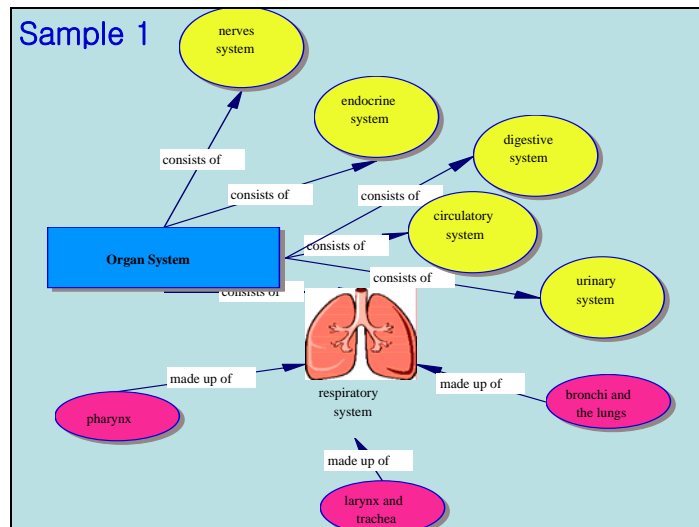 Sample 1
nerves
system
endocrine
system
digestive
system
consists of
consists of
consists of
circulatory
system
consists of
Organ System
consists of
urinary
system
consists of
made up of
respiratory
system
made up of
bronchi and
the lungs
pharynx
made up of
larynx and
trachea